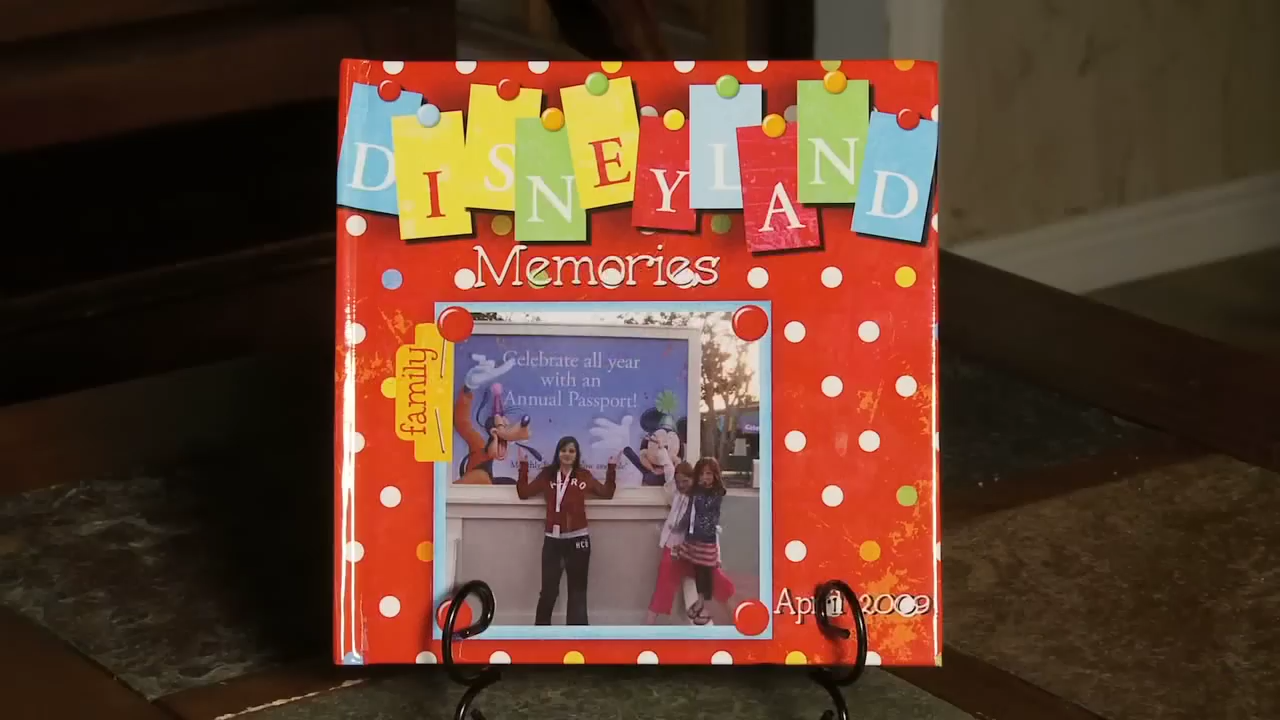 DISNEYLAND
Memories
family
Celebrate all year
with an
Annual Passport!
April 2009